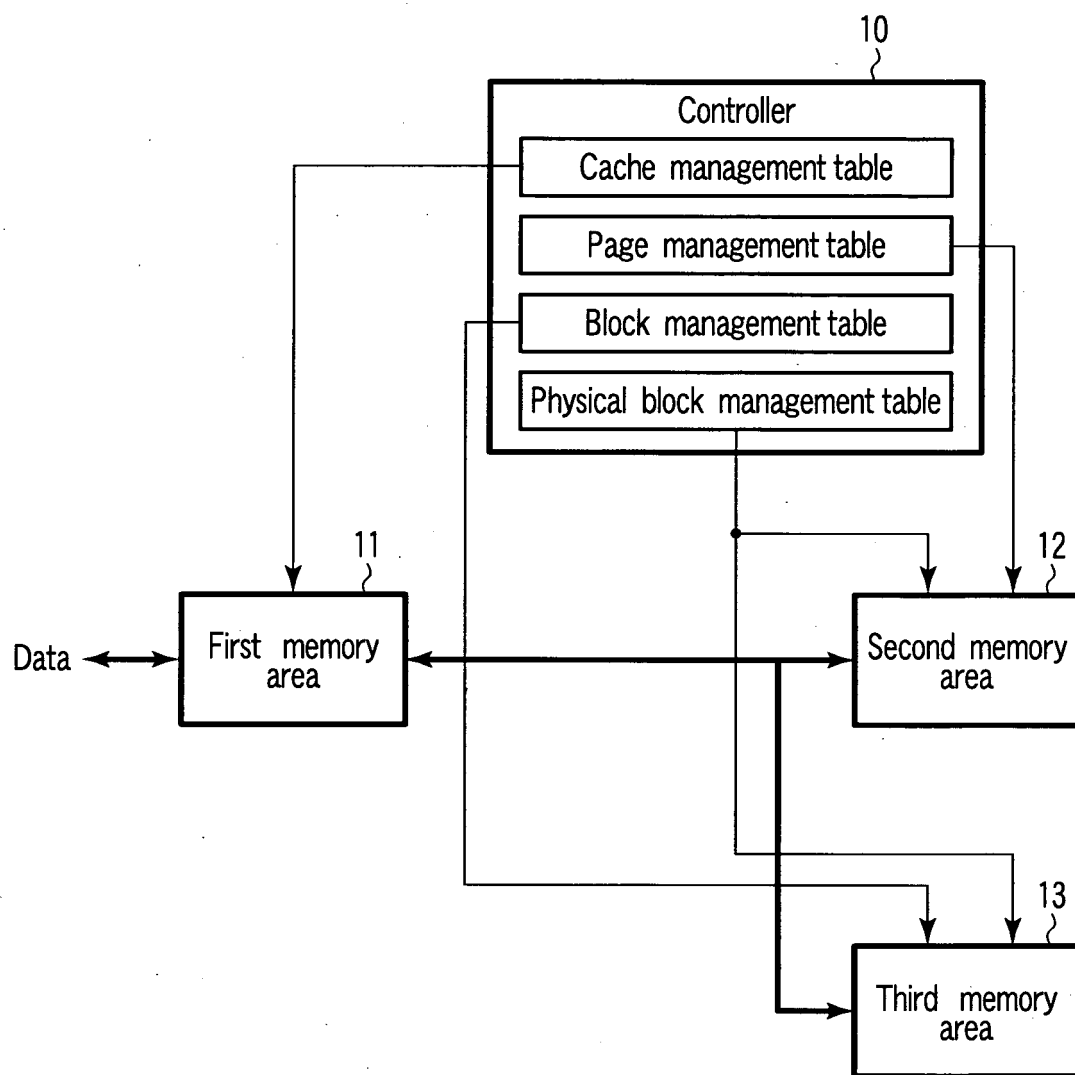 10
Controller
Cache management table
Page management table
Block management table
Physical block management table
11
12
Data
First memory
area
Second memory
area
13
Third memory
area